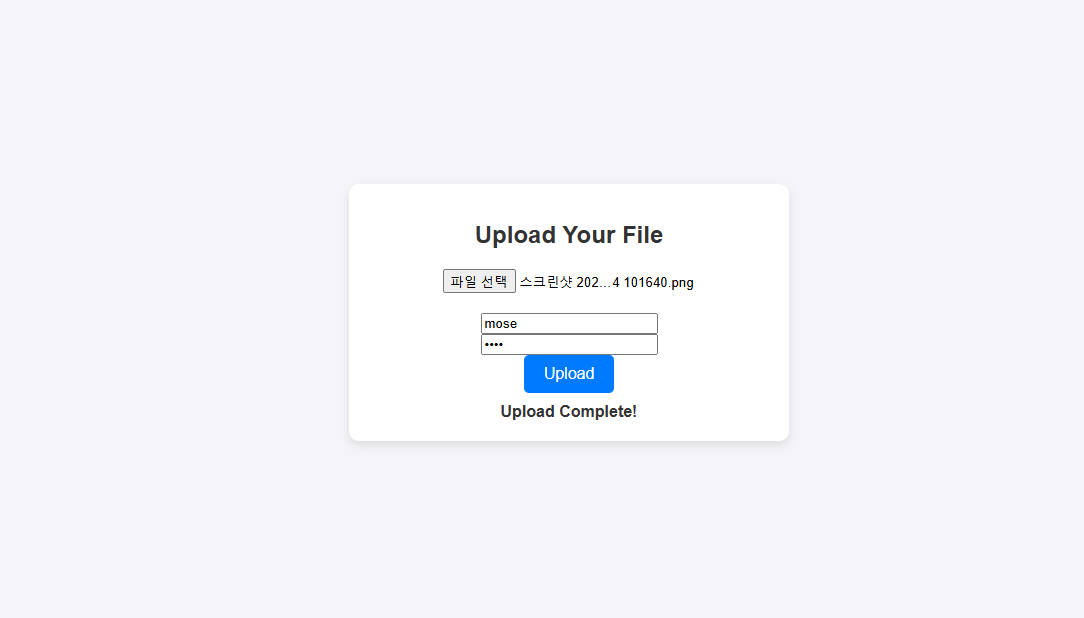 Upload Your File
파일 선택 스크린샷 202...4 101640.png
mose
••••
Upload
Upload Complete!